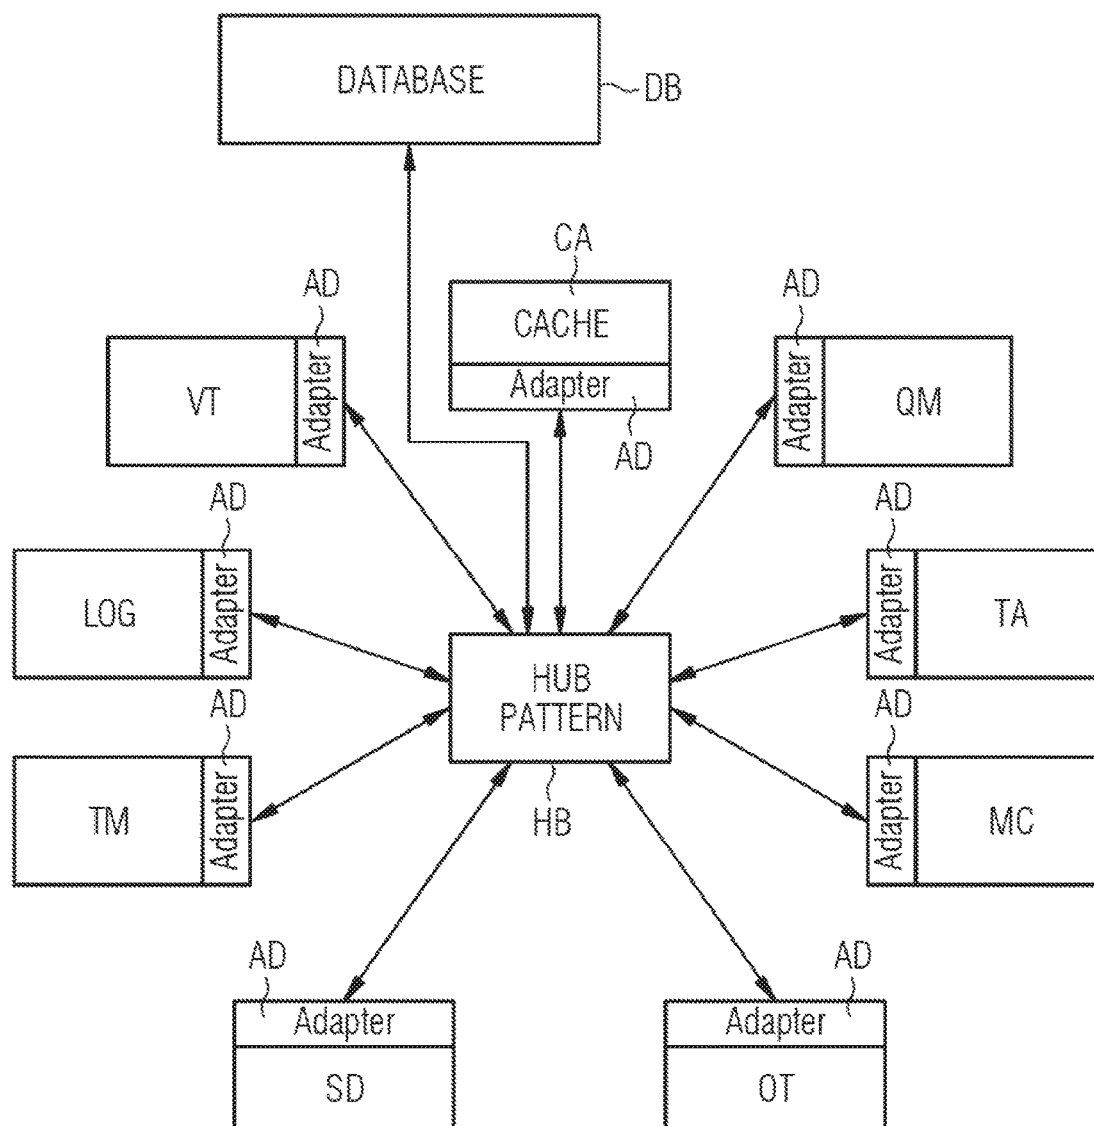 DATABASE
DB
CA
AD
AD
CACHE
AD
VT
Adapter
Adapter
Adapter
QM
AD
AD
AD
LOG
Adapter
Adapter
TA
HUB
PATTERN
AD
AD
TM
Adapter
HB
Adapter
MC
AD
AD
Adapter
Adapter
SD
OT